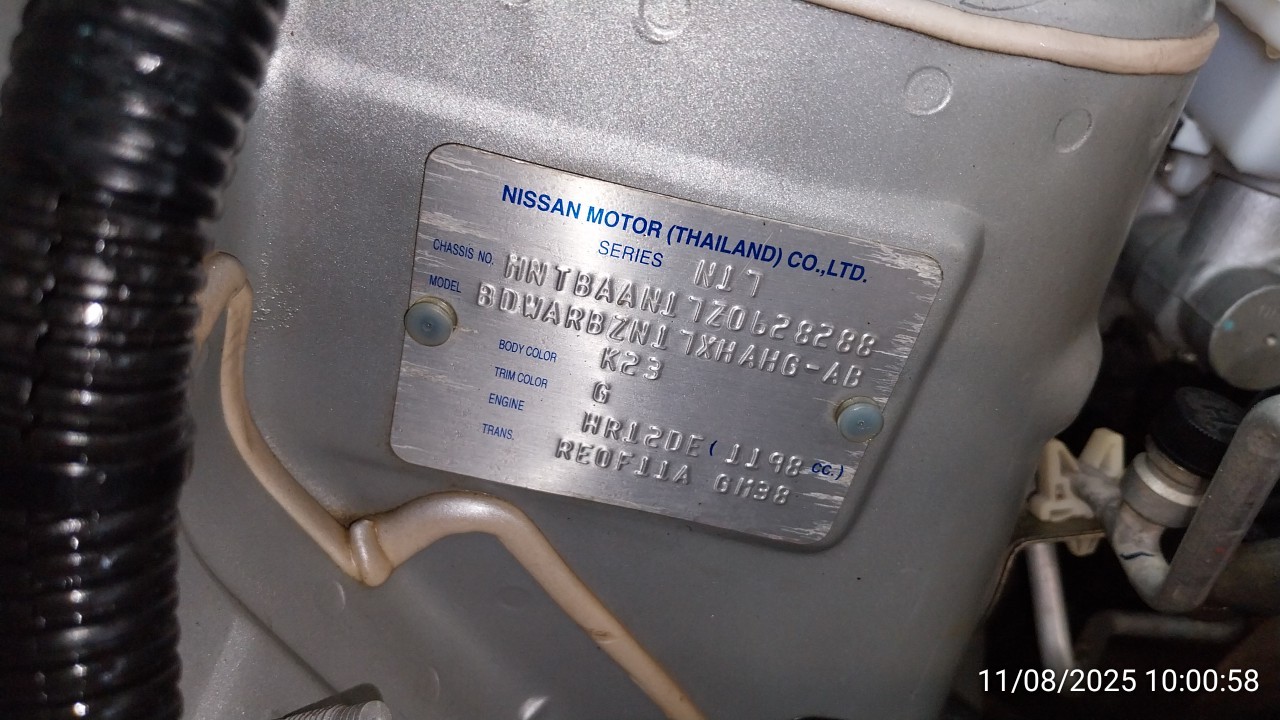 NISSAN MOTOR (THAILAND) CO.,LTD.
SERIES N17
CHASSIS NO. MNTBAAN17Z0628288
MODEL BDWARBZN17XHAHG-AB
BODY COLOR K23
TRIM COLOR G
ENGINE HR12DE (1198 cc.)
TRANS. RE0F11A GH38
11/08/2025 10:00:58